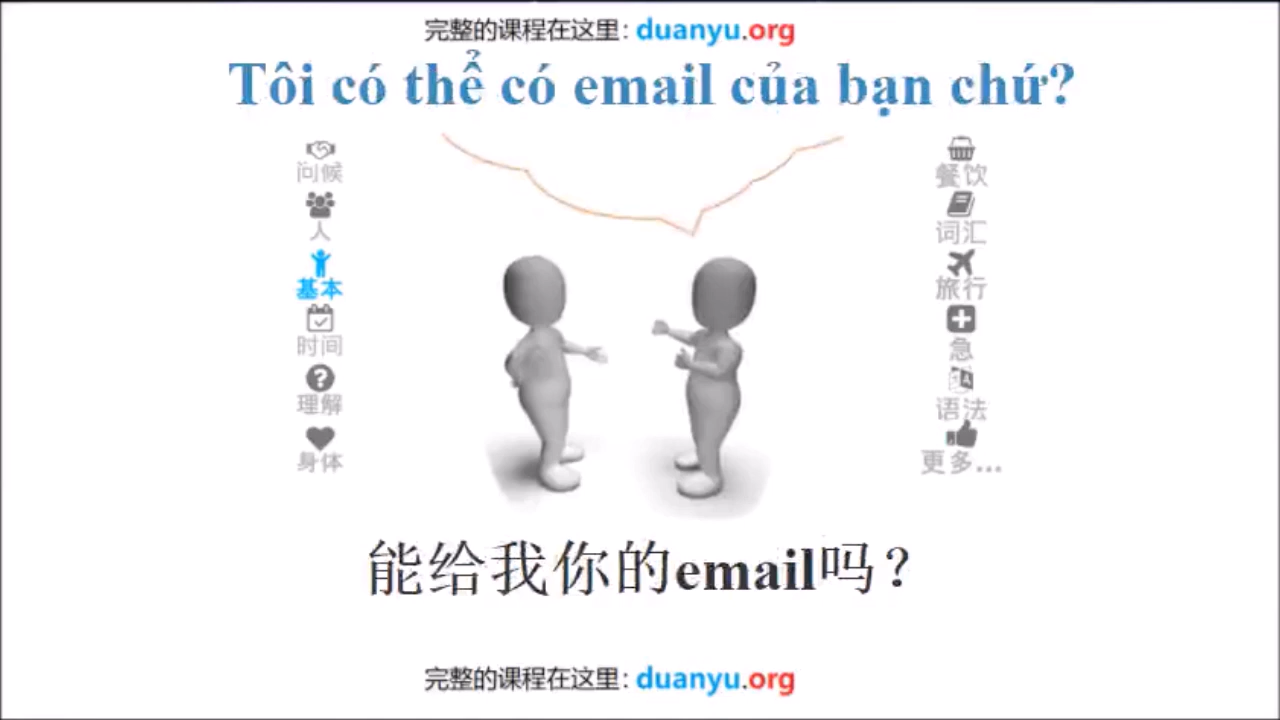 完整的课程在这里：duanyu.org
Tôi có thể có email của bạn chứ?
问候
人
基本
时间
理解
身体
餐饮
词汇
旅行
急
语法
更多...
能给我你的email吗？
完整的课程在这里：duanyu.org